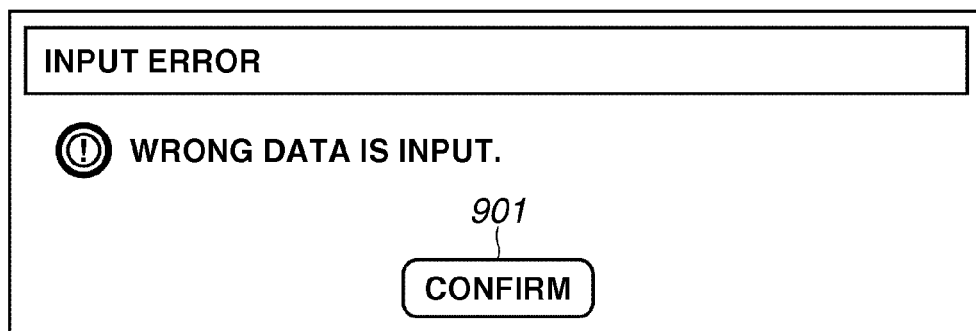 INPUT ERROR
WRONG DATA IS INPUT.
901
CONFIRM